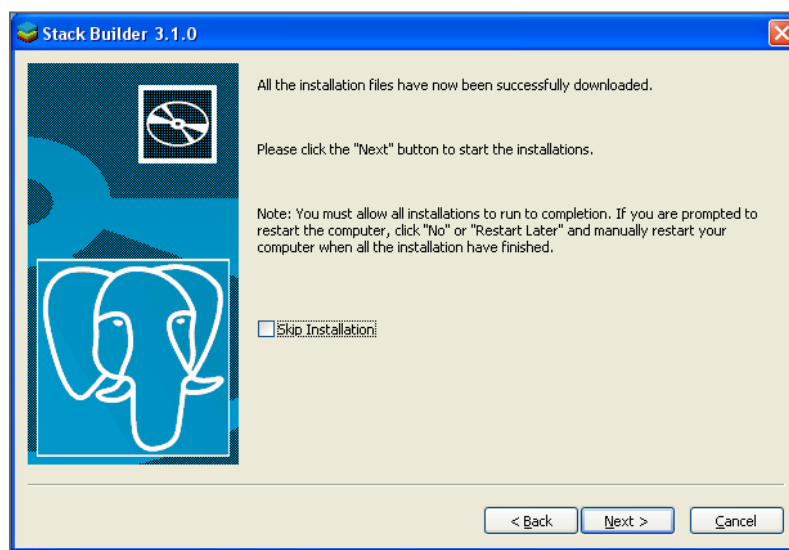 Stack Builder 3.1.0
All the installation files have now been successfully downloaded.
Please click the "Next" button to start the installations.
Note: You must allow all installations to run to completion. If you are prompted to
restart the computer, click "No" or "Restart Later" and manually restart your
computer when all the installation have finished.
Skip Installation
< Back
Next >
Cancel